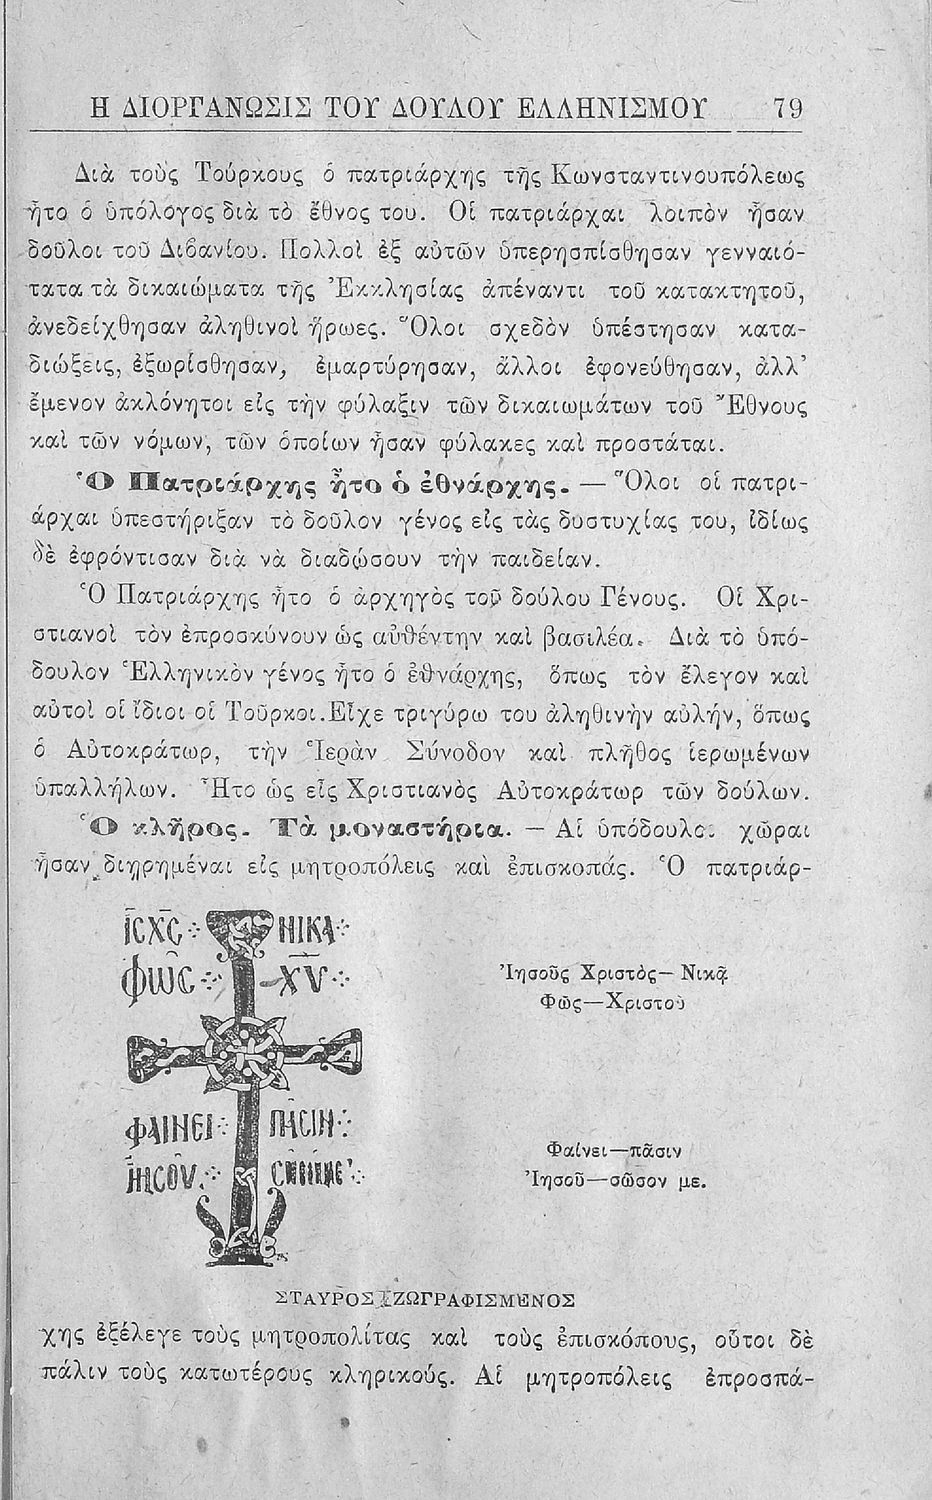 Η ΔΙΟΡΓΑΝΩΣΙΣ ΤΟΥ ΔΟΥΛΟΥ ΕΛΛΗΝΙΣΜΟΥ 79
Διὰ τοὺς Τούρκους ὁ πατριάρχης τῆς Κωνσταντινουπόλεως
ἦτο ὁ ὑπόλογος διὰ τὸ ἔθνος του. Οἱ πατριάρχαι λοιπὸν ἦσαν
δοῦλοι τοῦ Διβανίου. Πολλοὶ ἐξ αὐτῶν ὑπερησπίσθησαν γενναιό-
τατα τὰ δικαιώματα τῆς Ἐκκλησίας ἀπέναντι τοῦ κατακτητοῦ,
ἀνεδείχθησαν ἀληθινοὶ ἥρωες. Ὅλοι σχεδὸν ὑπέστησαν κατα-
διώξεις, ἐξωρίσθησαν, ἐμαρτύρησαν, ἄλλοι ἐφονεύθησαν, ἀλλ’
ἔμενον ἀκλόνητοι εἰς τὴν φύλαξιν τῶν δικαιωμάτων τοῦ Ἔθνους
καὶ τῶν νόμων, τῶν ὁποίων ἦσαν φύλακες καὶ προστάται.
Ὁ Πατριάρχης ἦτο ὁ ἐθνάρχης. — Ὅλοι οἱ πατρι-
άρχαι ὑπεστήριξαν τὸ δοῦλον γένος εἰς τὰς δυστυχίας του, ἰδίως
δὲ ἐφρόντισαν διὰ νὰ διαδώσουν τὴν παιδείαν.
Ὁ Πατριάρχης ἦτο ὁ ἀρχηγὸς τοῦ δούλου Γένους. Οἱ Χρι-
στιανοὶ τὸν ἐπροσκύνουν ὡς αὐθέντην καὶ βασιλέα. Διὰ τὸ ὑπό-
δουλον Ἑλληνικὸν γένος ἦτο ὁ ἐθνάρχης, ὅπως τὸν ἔλεγον καὶ
αὐτοὶ οἱ ἴδιοι οἱ Τοῦρκοι. Εἶχε τριγύρω του ἀληθινὴν αὐλήν, ὅπως
ὁ Αὐτοκράτωρ, τὴν Ἱερὰν Σύνοδον καὶ πλῆθος ἱερωμένων
ὑπαλλήλων. Ἦτο ὡς εἷς Χριστιανὸς Αὐτοκράτωρ τῶν δούλων.
Ὁ κλῆρος. Τὰ μοναστήρια. — Αἱ ὑπόδουλοι χῶραι
ἦσαν διῃρημέναι εἰς μητροπόλεις καὶ ἐπισκοπάς. Ὁ πατριάρ-
ΙϹ ΧϹ ΝΙΚΑ
ΦΩϹ ΧΥ
ΦΑΙΝΕΙ ΠΑϹΙΝ
ΙΗϹΟΥ
Ἰησοῦς Χριστὸς — Νικᾷ
Φῶς — Χριστοῦ
Φαίνει — πᾶσιν
Ἰησοῦ — σῶσον με.
ΣΤΑΥΡΟΣ ΖΩΓΡΑΦΙΣΜΕΝΟΣ
χης ἐξέλεγε τοὺς μητροπολίτας καὶ τοὺς ἐπισκόπους, οὗτοι δὲ
πάλιν τοὺς κατωτέρους κληρικούς. Αἱ μητροπόλεις ἐπροσπά-